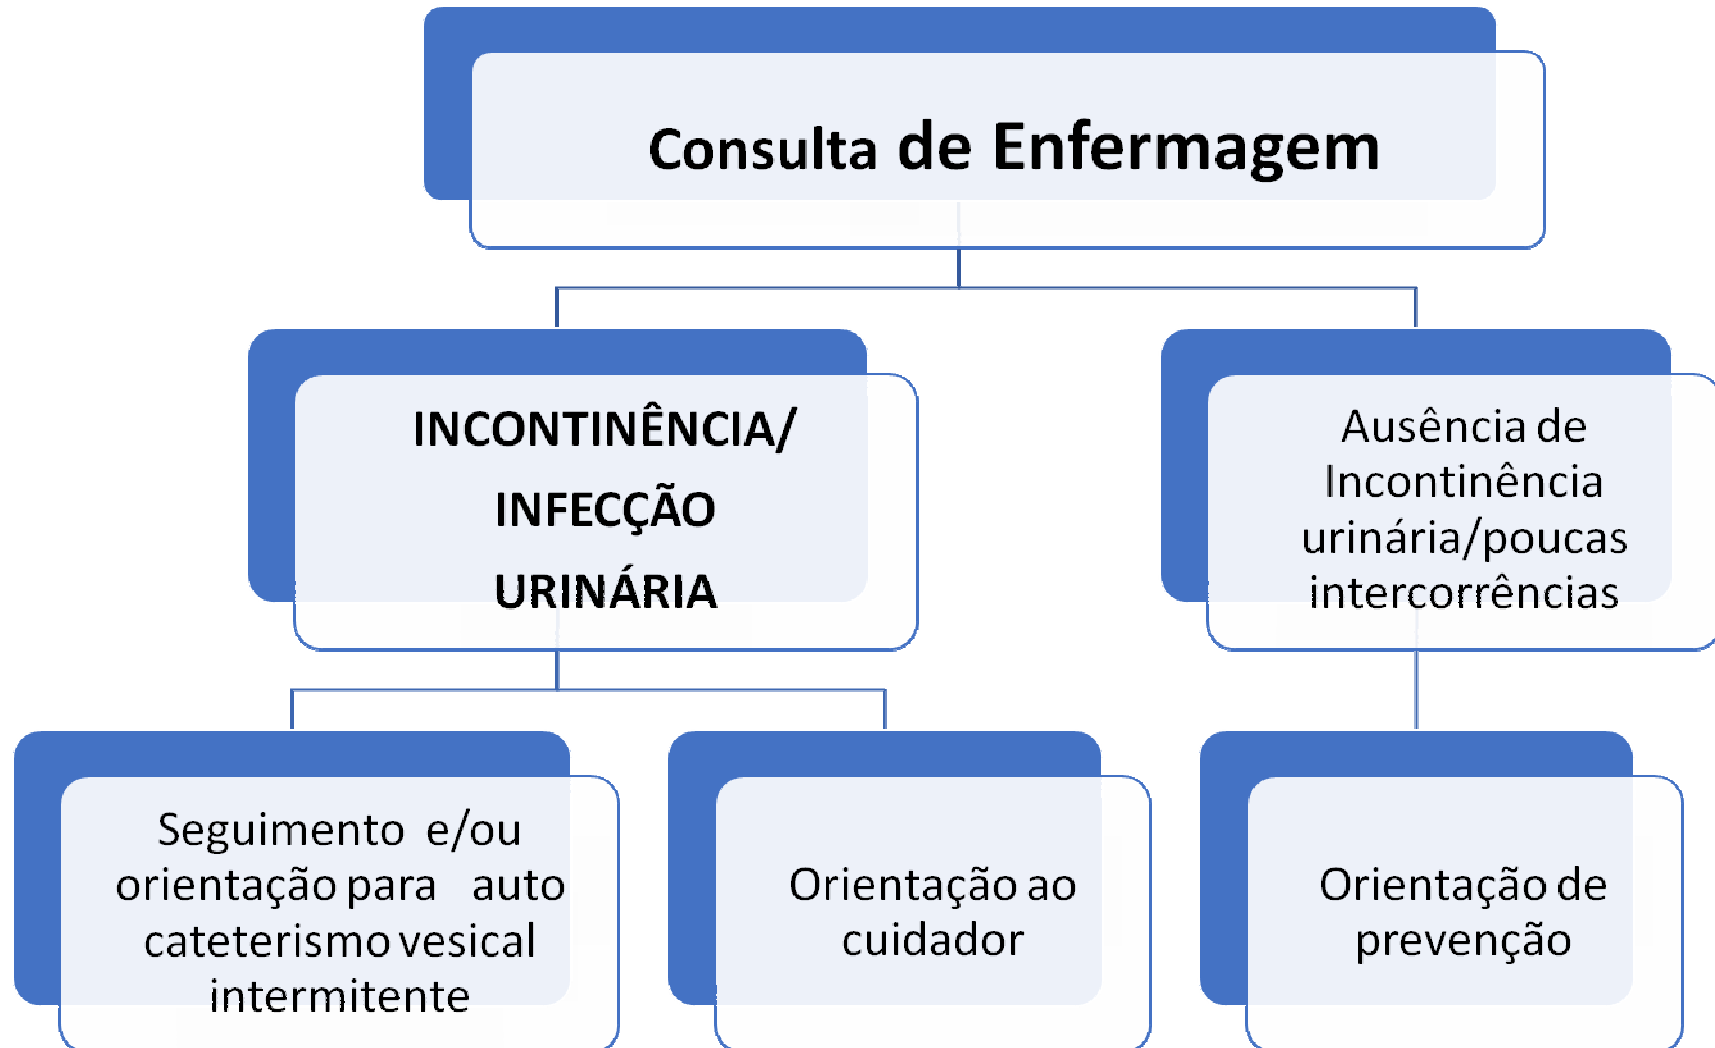 Consulta de Enfermagem
INCONTINÊNCIA/
INFECÇÃO
URINÁRIA
Ausência de
Incontinência
urinária/poucas
intercorrências
Seguimento e/ou
orientação para auto
cateterismo vesical
intermitente
Orientação ao
cuidador
Orientação de
prevenção